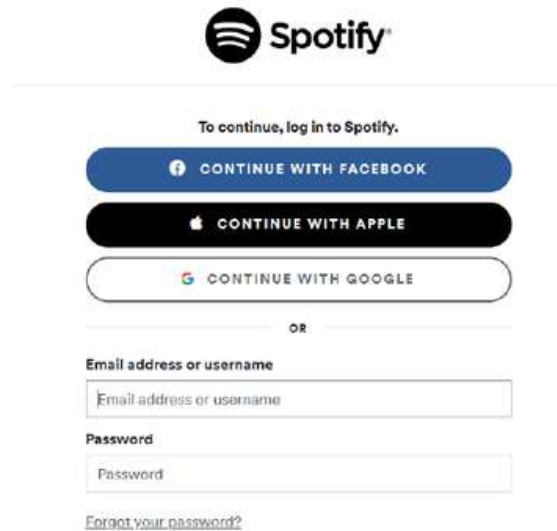 Spotify
To continue, log in to Spotify.
CONTINUE WITH FACEBOOK
CONTINUE WITH APPLE
CONTINUE WITH GOOGLE
OR
Email address or username
Email address or username
Password
Password
Forgot your password?